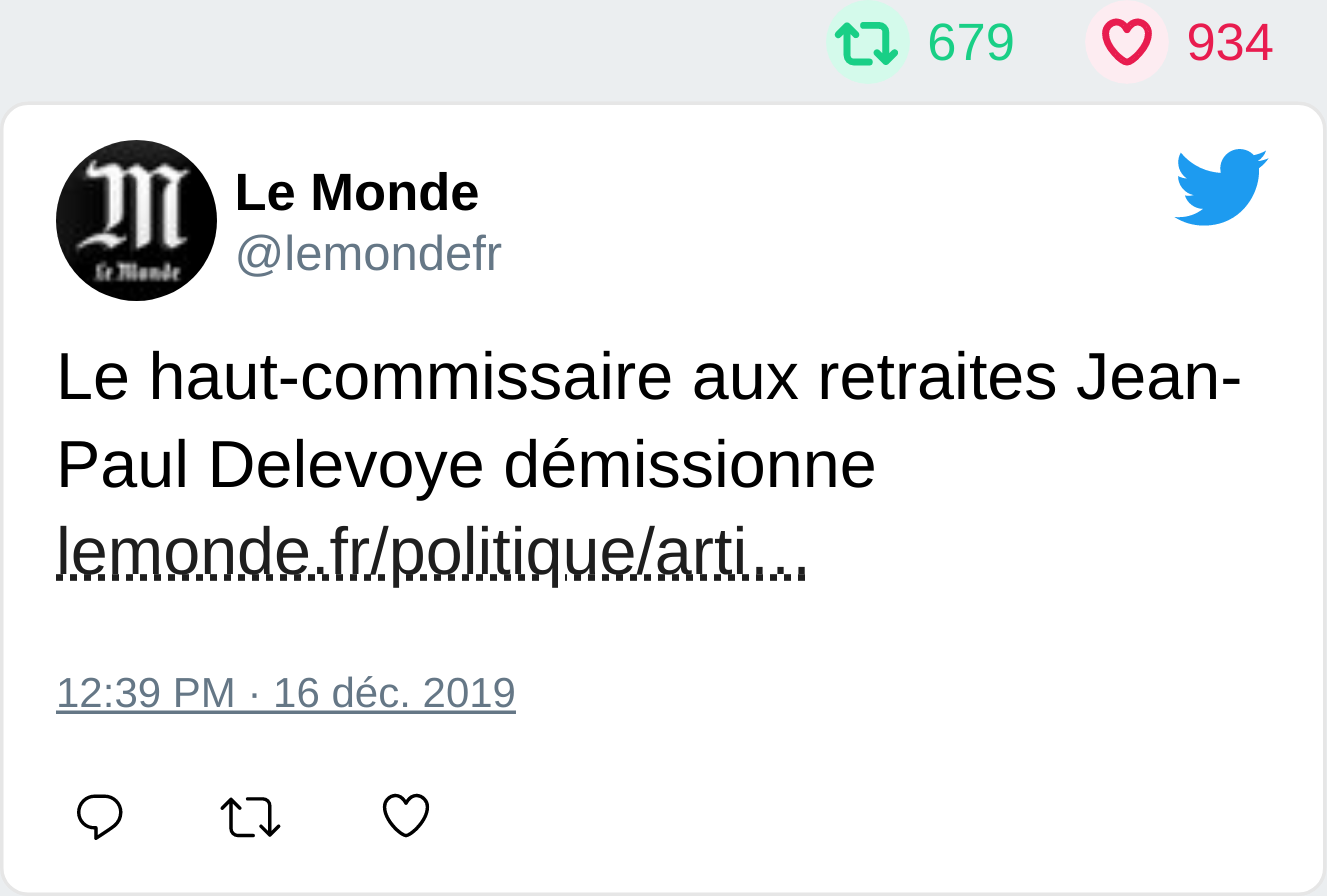 679 934
Le Monde
@lemondefr
Le Monde
Le haut-commissaire aux retraites Jean-
Paul Delevoye démissionne
lemonde.fr/politique/arti...
12:39 PM · 16 déc. 2019